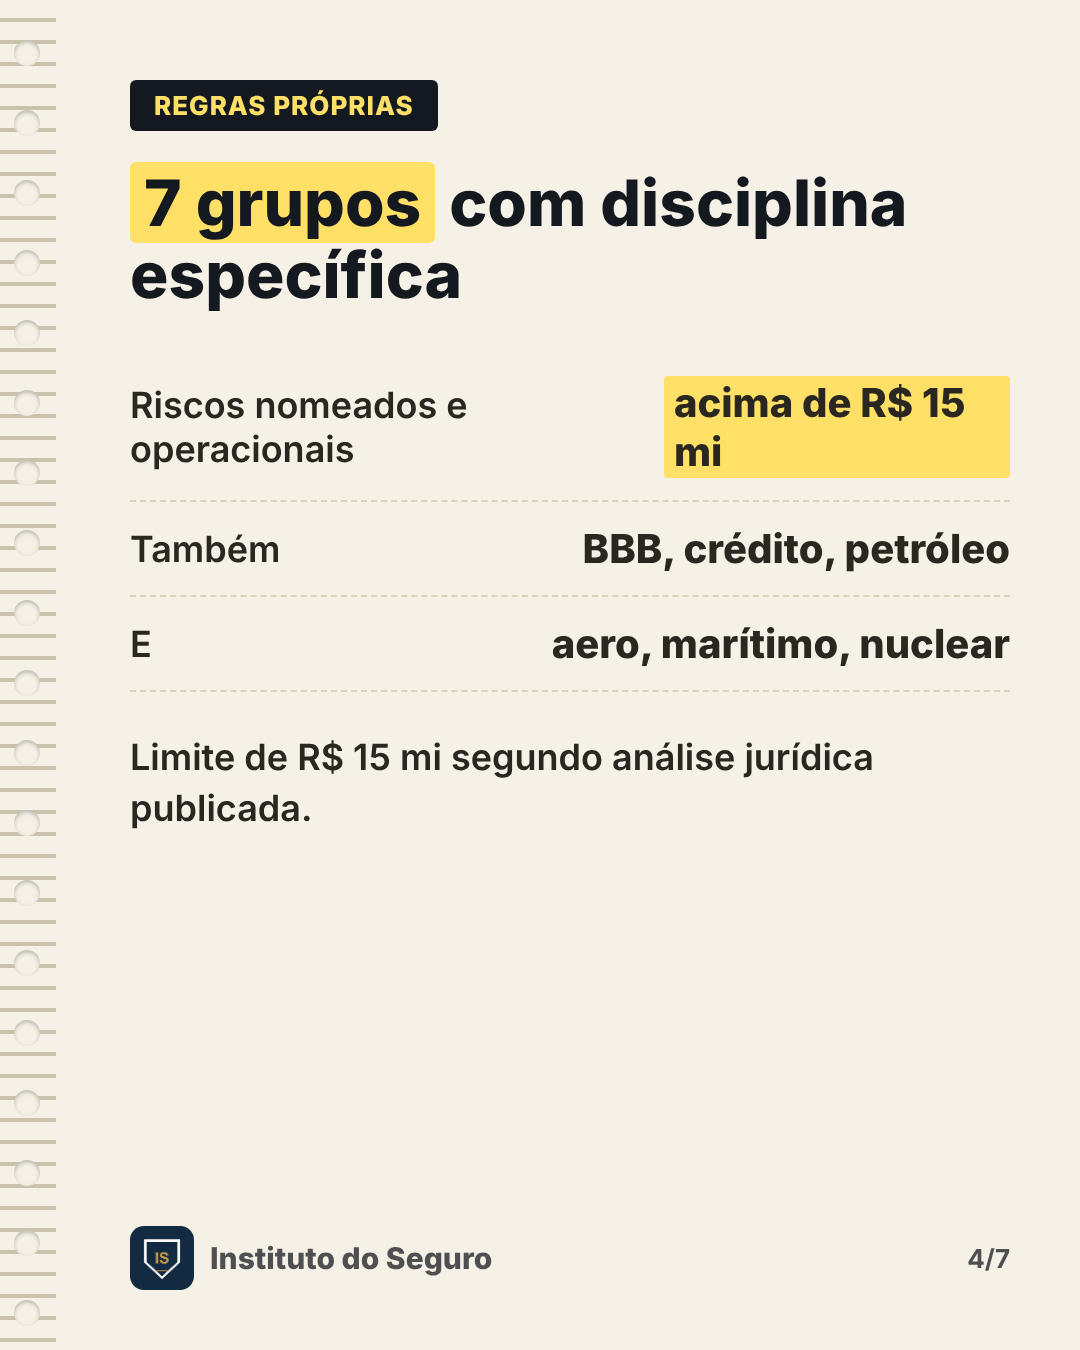 REGRAS PRÓPRIAS
7 grupos com disciplina
específica
Riscos nomeados e
operacionais
acima de R$ 15
mi
Também
BBB, crédito, petróleo
E
aero, marítimo, nuclear
Limite de R$ 15 mi segundo análise jurídica
publicada.
IS
Instituto do Seguro
4/7